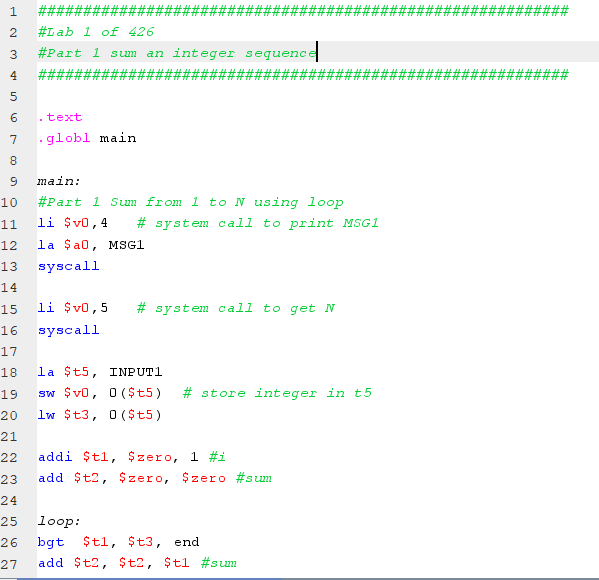 1 ###########################################################
2 #Lab 1 of 426
3 #Part 1 sum an integer sequence
4 ###########################################################
5
6 .text
7 .globl main
8
9 main:
10 #Part 1 Sum from 1 to N using loop
11 li $v0,4   # system call to print MSG1
12 la $a0, MSG1
13 syscall
14
15 li $v0,5   # system call to get N
16 syscall
17
18 la $t5, INPUT1
19 sw $v0, 0($t5)  # store integer in t5
20 lw $t3, 0($t5)
21
22 addi $t1, $zero, 1 #i
23 add $t2, $zero, $zero #sum
24
25 loop:
26 bgt  $t1, $t3, end
27 add $t2, $t2, $t1 #sum